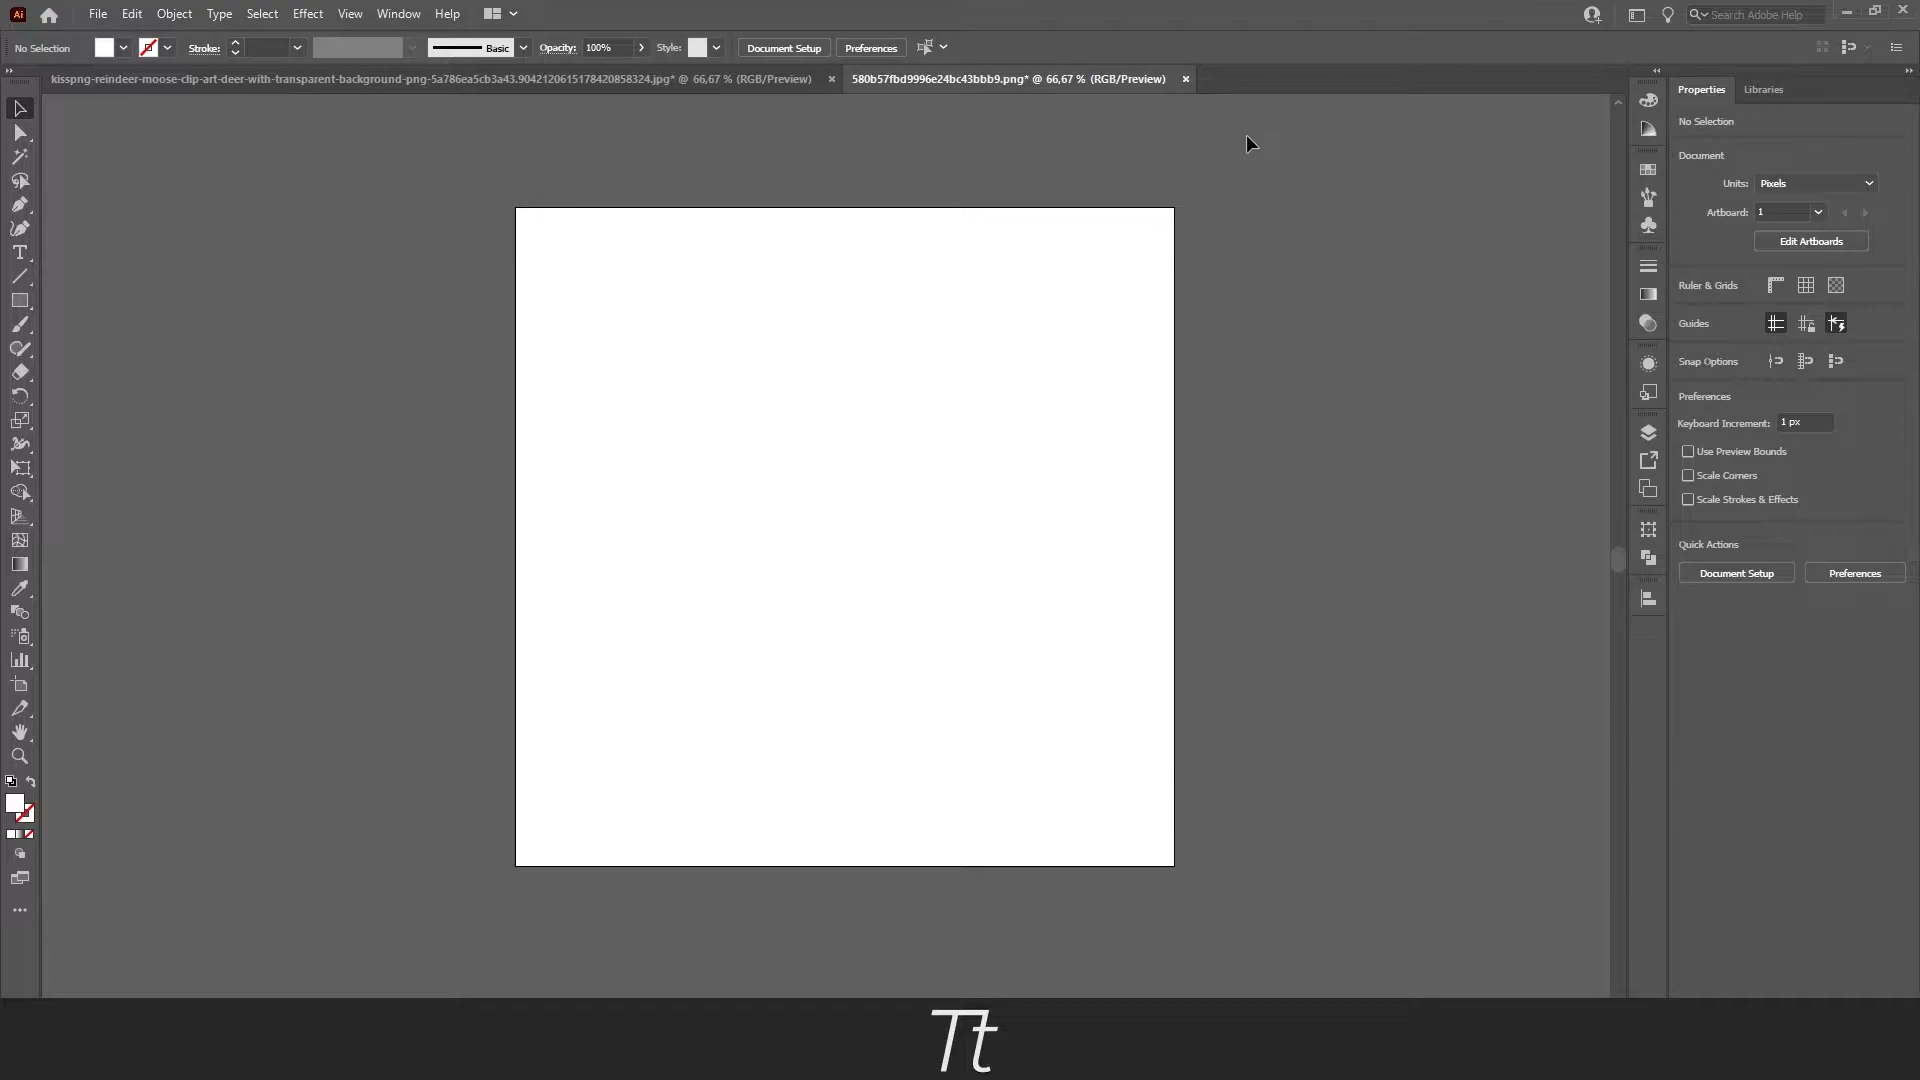 Ai File Edit Object Type Select Effect View Window Help Search Adobe Help
No Selection Stroke: Basic Opacity: 100% Style: Document Setup Preferences
kisspng-reindeer-moose-clip-art-deer-with-transparent-background-png-5a786ea5cb3a43.9042120615178420858324.jpg* @ 66,67 % (RGB/Preview) × 580b57fbd9996e24bc43bbb9.png* @ 66,67 % (RGB/Preview) ×
Properties Libraries
No Selection
Document
Units: Pixels
Artboard: 1
Edit Artboards
Ruler & Grids
Guides
Snap Options
Preferences
Keyboard Increment: 1 px
Use Preview Bounds
Scale Corners
Scale Strokes & Effects
Quick Actions
Document Setup Preferences
Tt